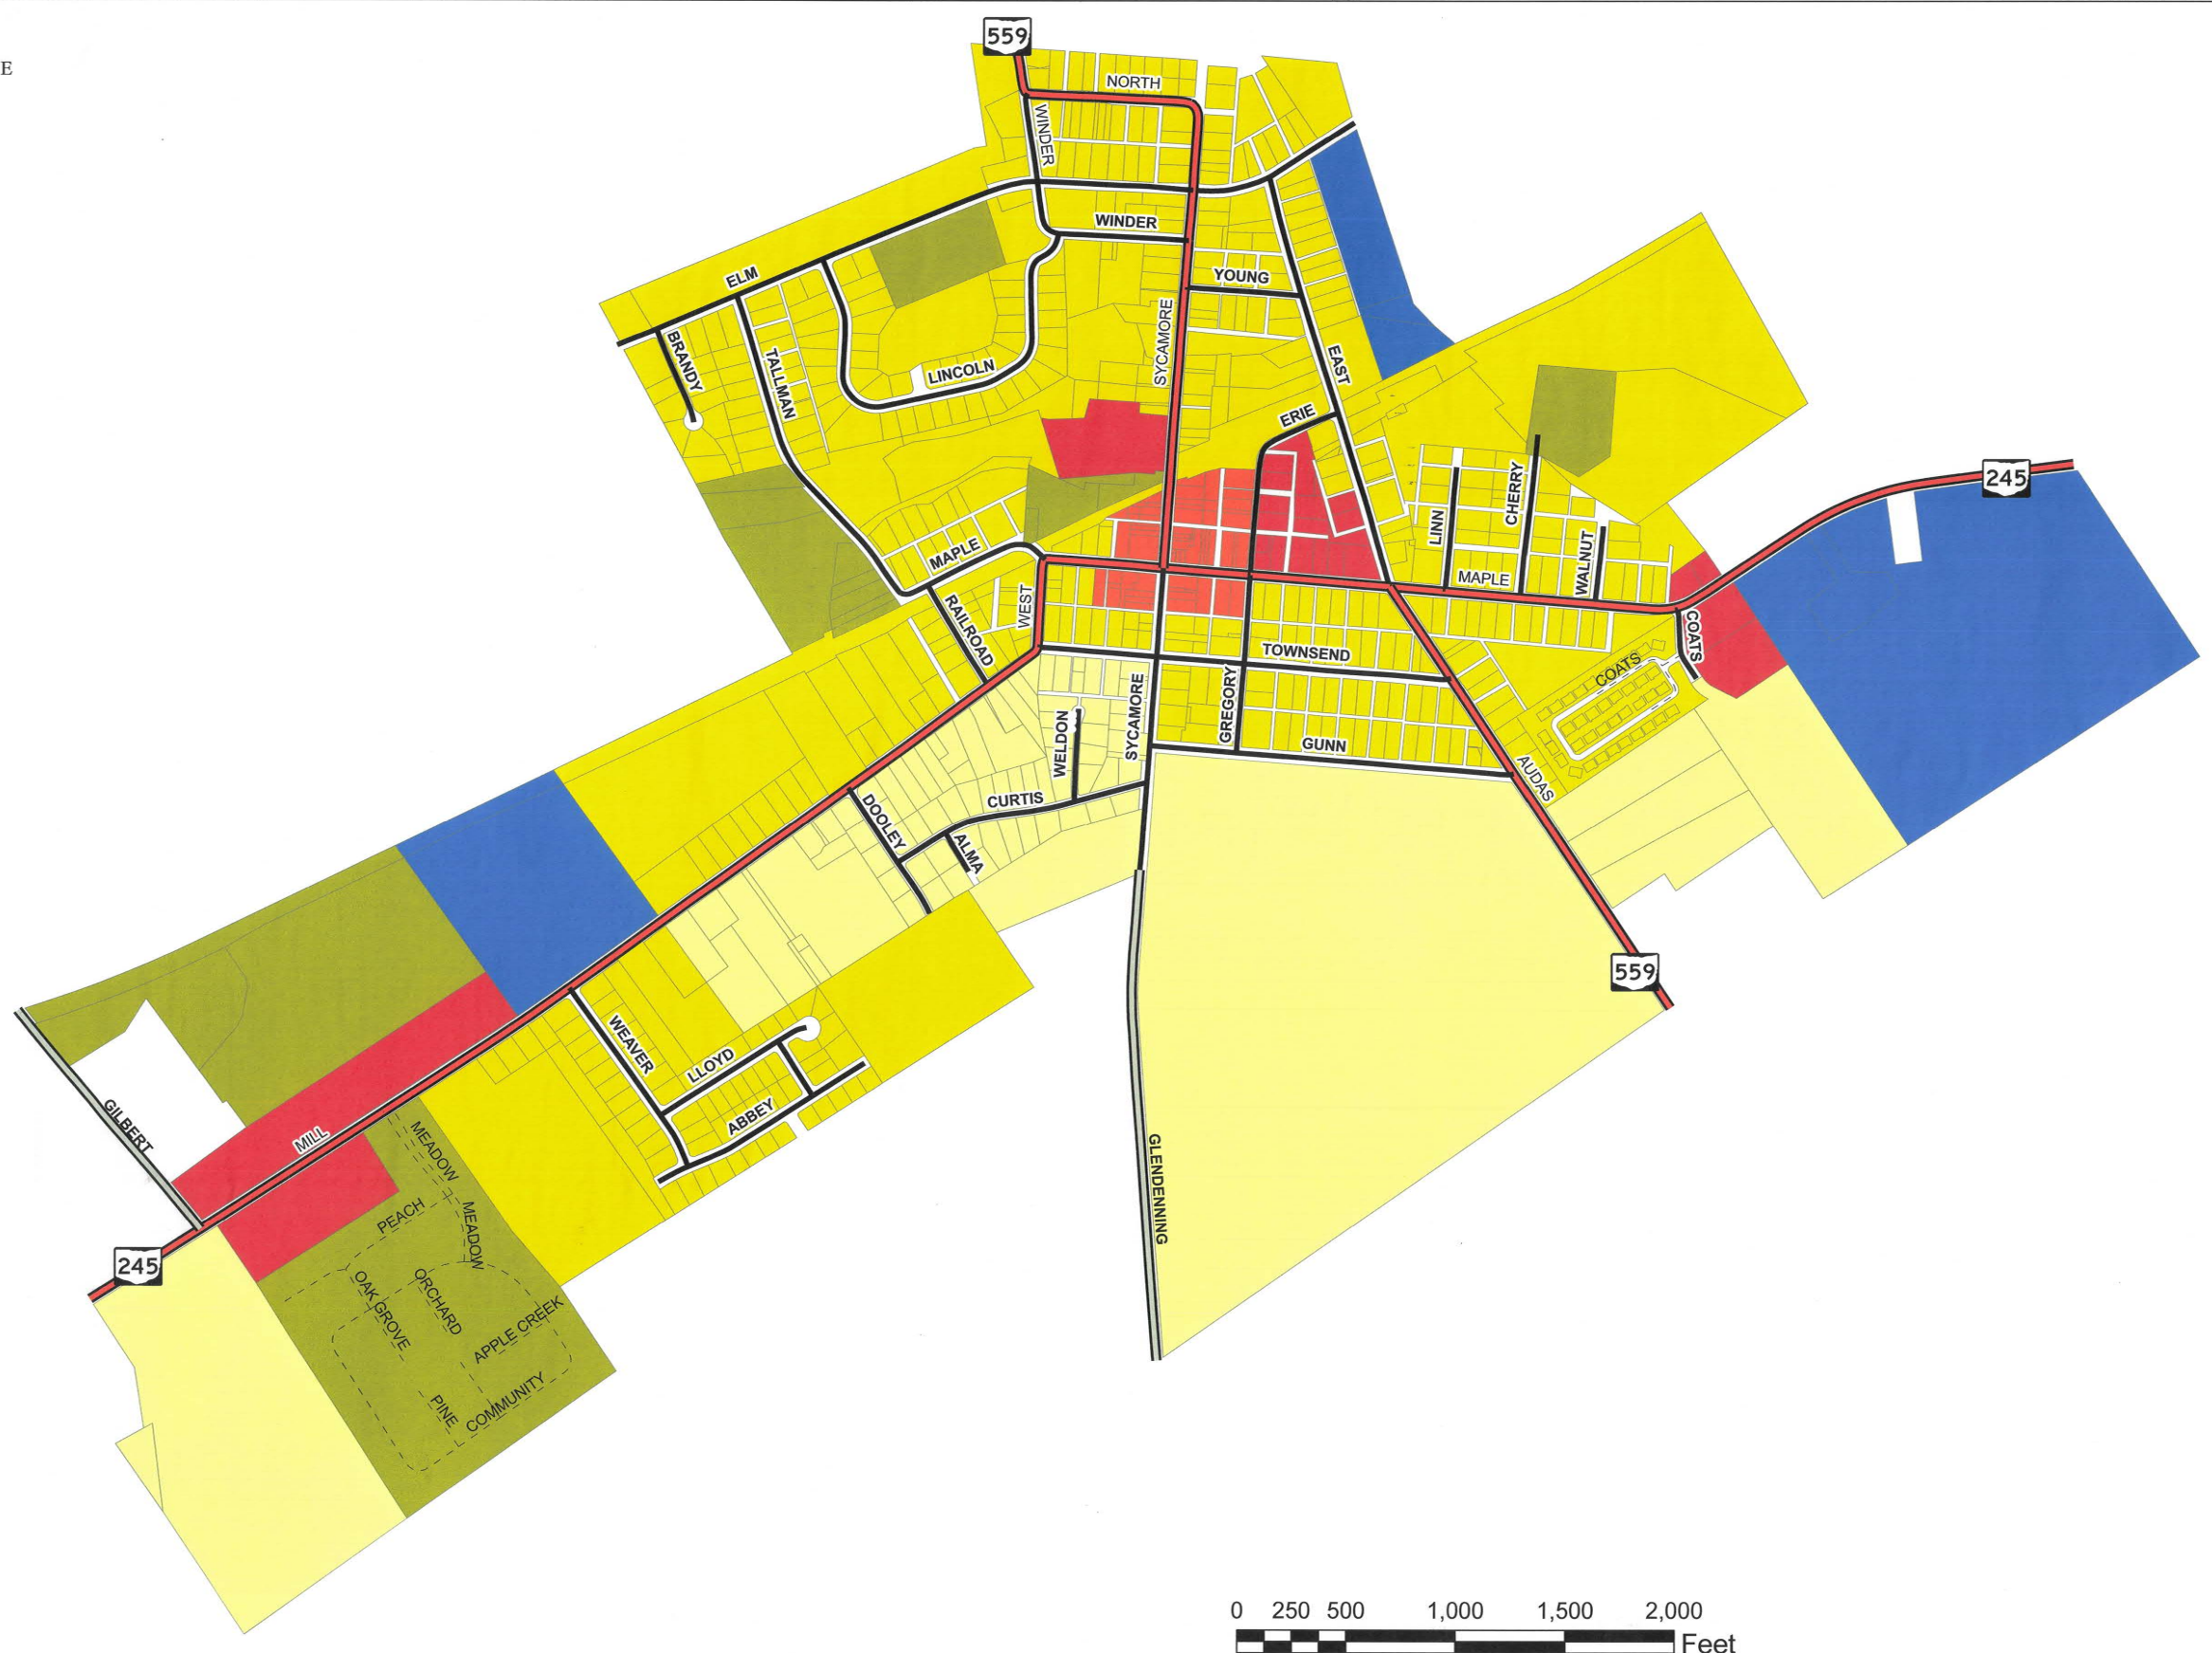 559
E
NORTH
WINDER
WINDER
YOUNG
ELM
SYCAMORE
BRANDY
TALLMAN
LINCOLN
EAST
ERIE
245
CHERRY
LINN
WALNUT
MAPLE
MAPLE
RAILROAD
WEST
COATS
TOWNSEND
COATS
SYCAMORE
GREGORY
WELDON
GUNN
AUDAS
CURTIS
DOOLEY
ALMA
559
WEAVER
LLOYD
ABBEY
GILBERT
MILL
MEADOW
GLENDENNING
PEACH
MEADOW
245
OAK GROVE
ORCHARD
APPLE CREEK
PINE
COMMUNITY
0 250 500 1,000 1,500 2,000
Feet